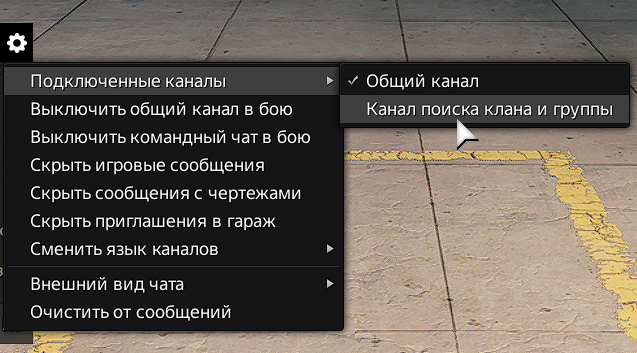 Подключенные каналы
Общий канал
Канал поиска клана и группы
Выключить общий канал в бою
Выключить командный чат в бою
Скрыть игровые сообщения
Скрыть сообщения с чертежами
Скрыть приглашения в гараж
Сменить язык каналов
Внешний вид чата
Очистить от сообщений